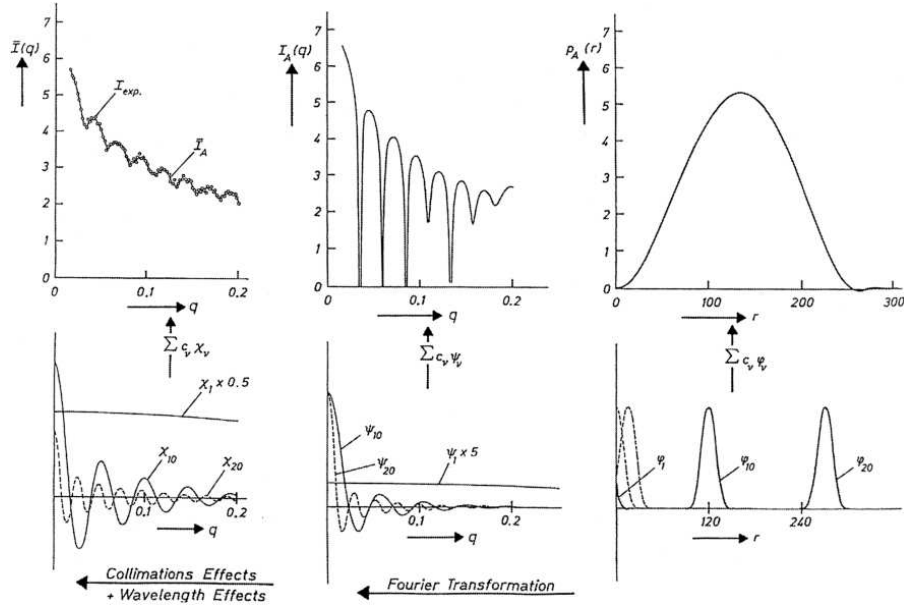 Ī(q)
7
6
5
4
3
2
1
0
I_exp.
Ī_A
0 0.1 0.2
q
I_A(q)
7
6
5
4
3
2
1
0
0 0.1 0.2
q
p_A(r)
7
6
5
4
3
2
1
0
0 100 200 300
r
∑ c_ν χ_ν
∑ c_ν ψ_ν
∑ c_ν φ_ν
χ_1 x 0.5
χ_10
χ_20
0.1 0.2
q
ψ_10
ψ_20
ψ_1 x 5
0.1 0.2
q
φ_1
φ_10
φ_20
120 240
r
Collimations Effects
+ Wavelength Effects
Fourier Transformation